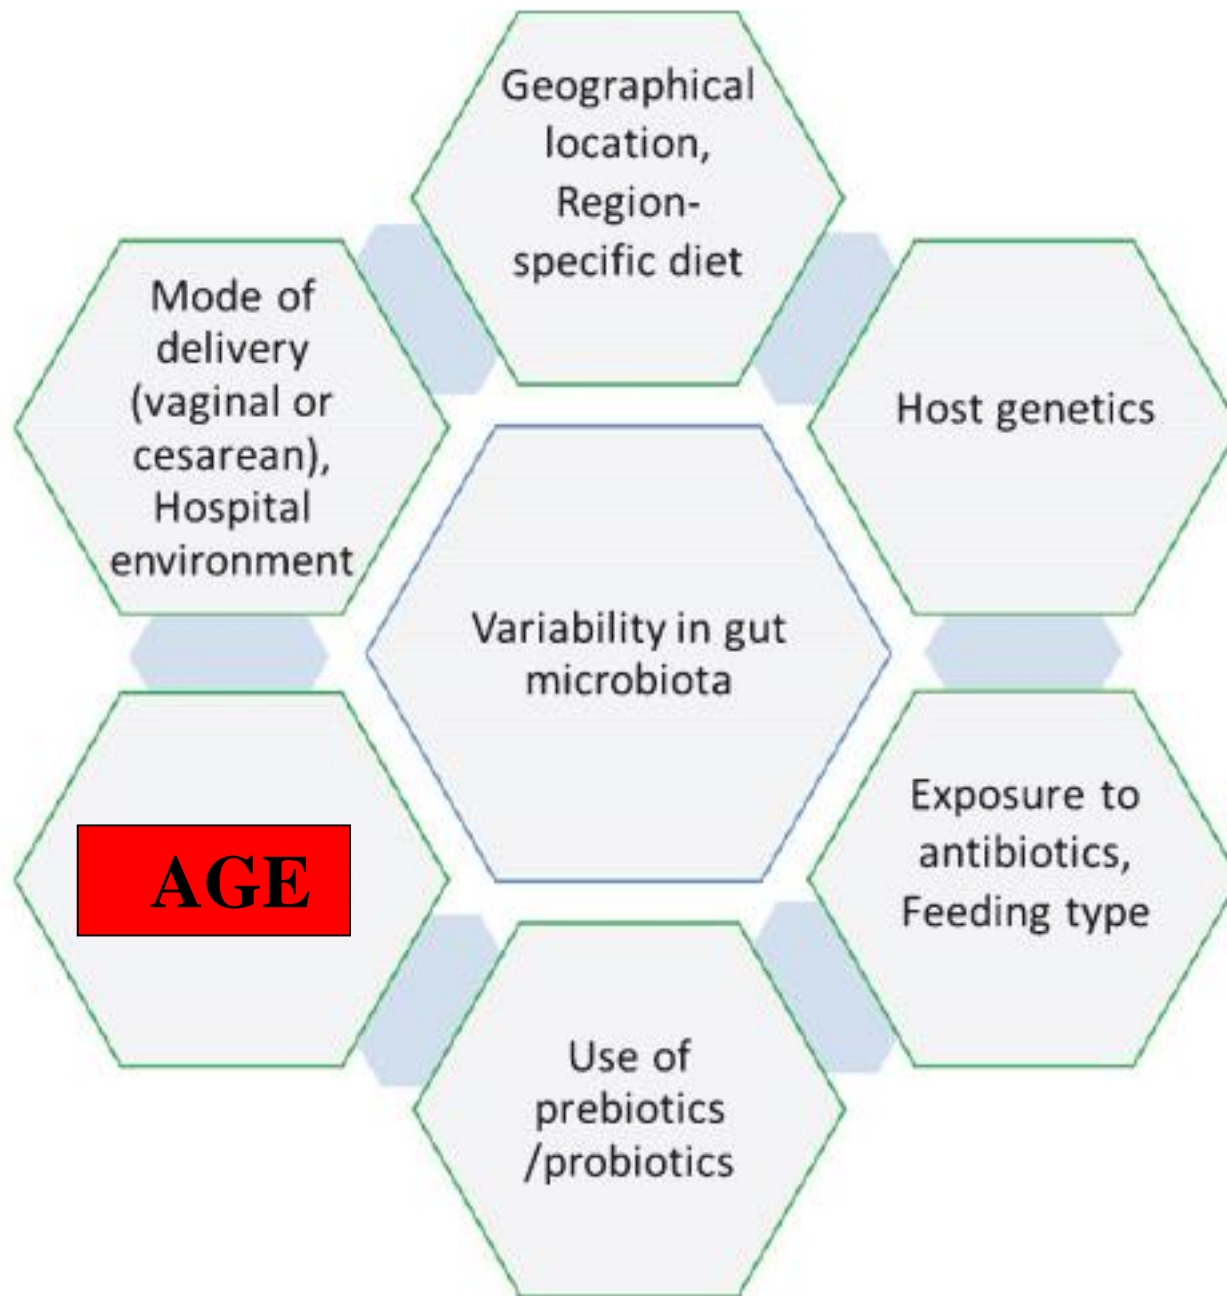 Geographical
location,
Region-
specific diet
Mode of
delivery
(vaginal or
cesarean),
Hospital
environment
Host genetics
Variability in gut
microbiota
AGE
Exposure to
antibiotics,
Feeding type
Use of
prebiotics
/probiotics